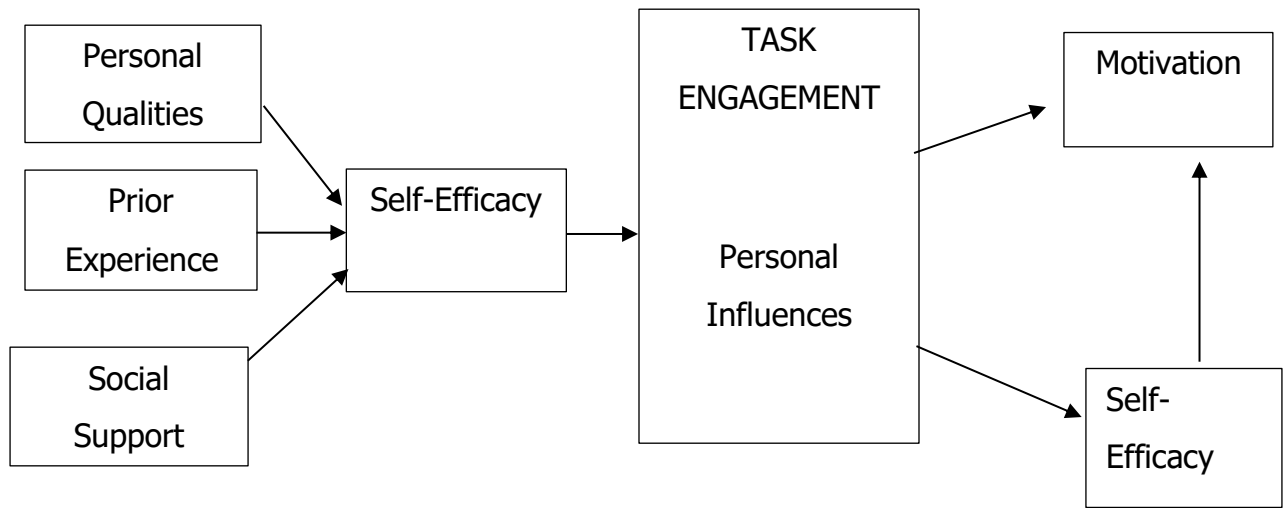 Personal
Qualities
Prior
Experience
Social
Support
Self-Efficacy
TASK
ENGAGEMENT
Personal
Influences
Motivation
Self-
Efficacy